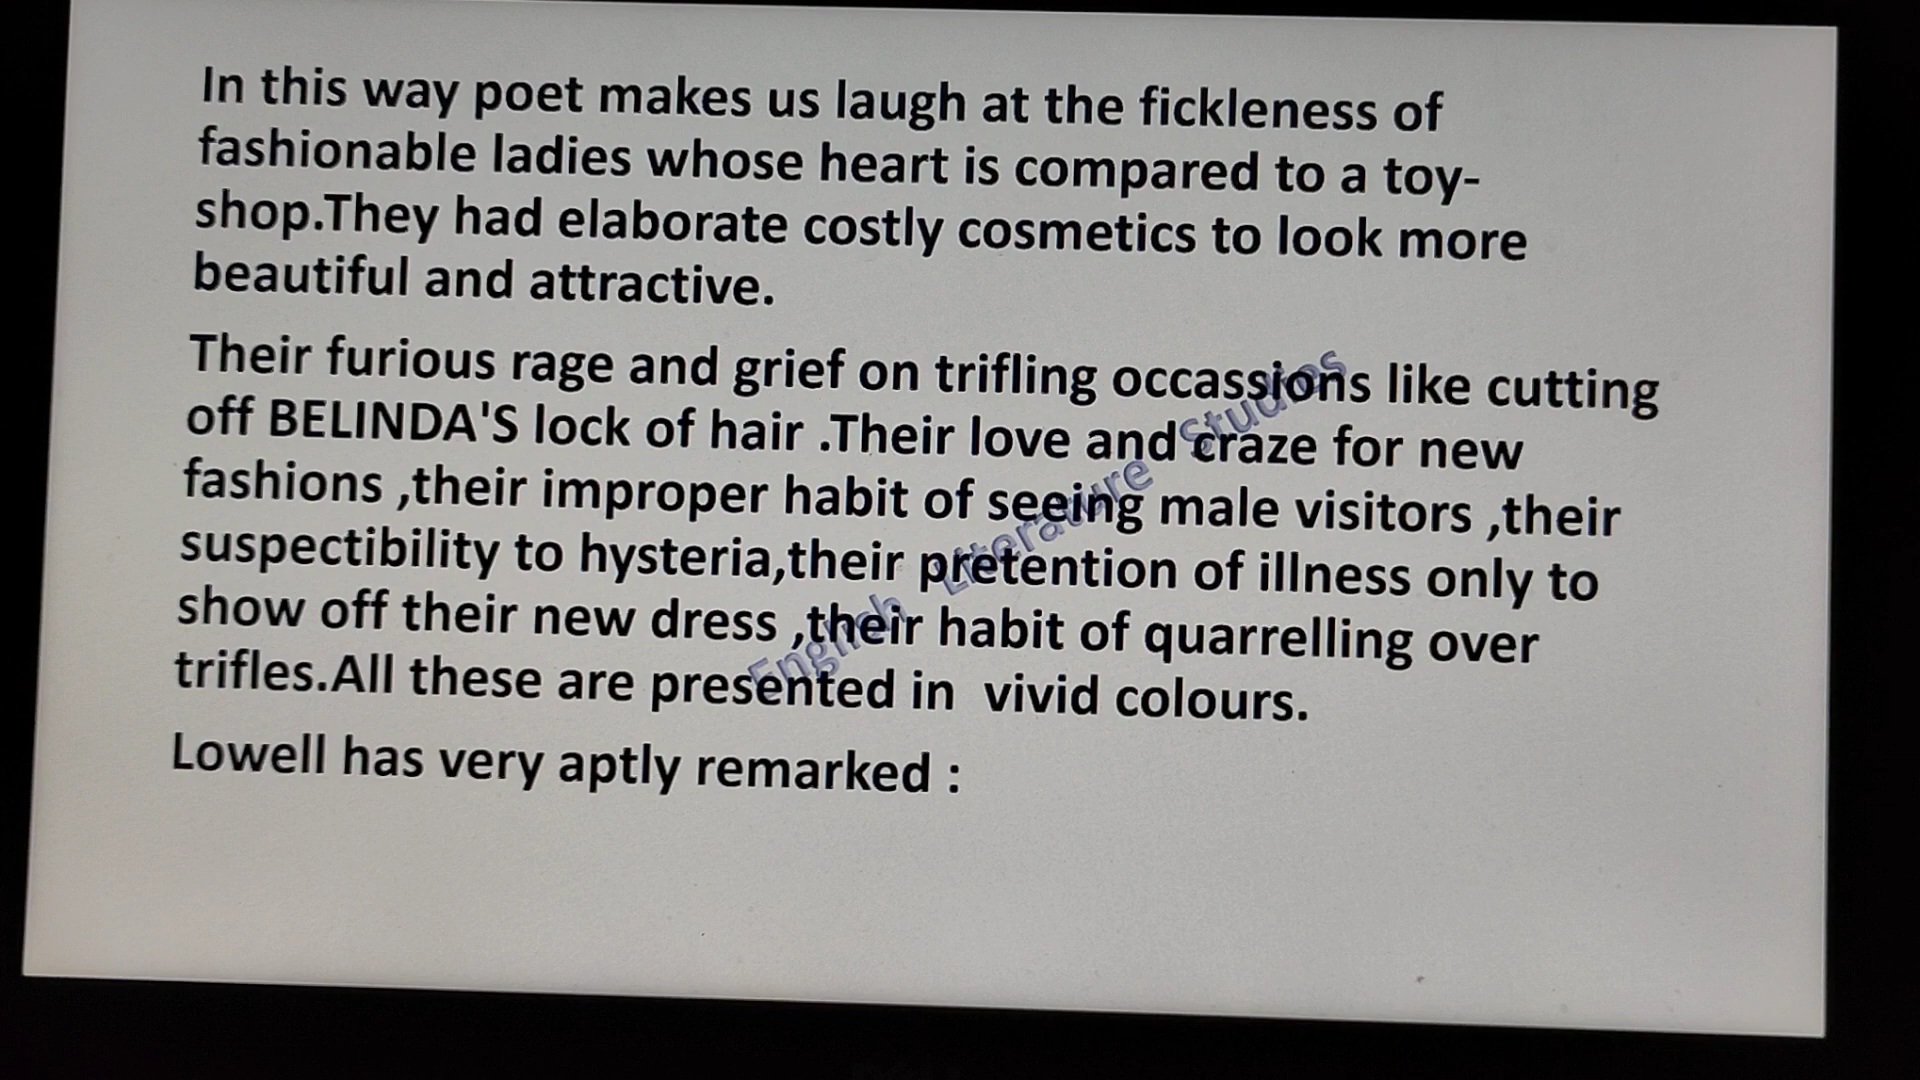 In this way poet makes us laugh at the fickleness of
fashionable ladies whose heart is compared to a toy-
shop.They had elaborate costly cosmetics to look more
beautiful and attractive.
Their furious rage and grief on trifling occassions like cutting
off BELINDA'S lock of hair .Their love and craze for new
fashions ,their improper habit of seeing male visitors ,their
suspectibility to hysteria,their pretention of illness only to
show off their new dress ,their habit of quarrelling over
trifles.All these are presented in  vivid colours.
Lowell has very aptly remarked :
English Literature Studies